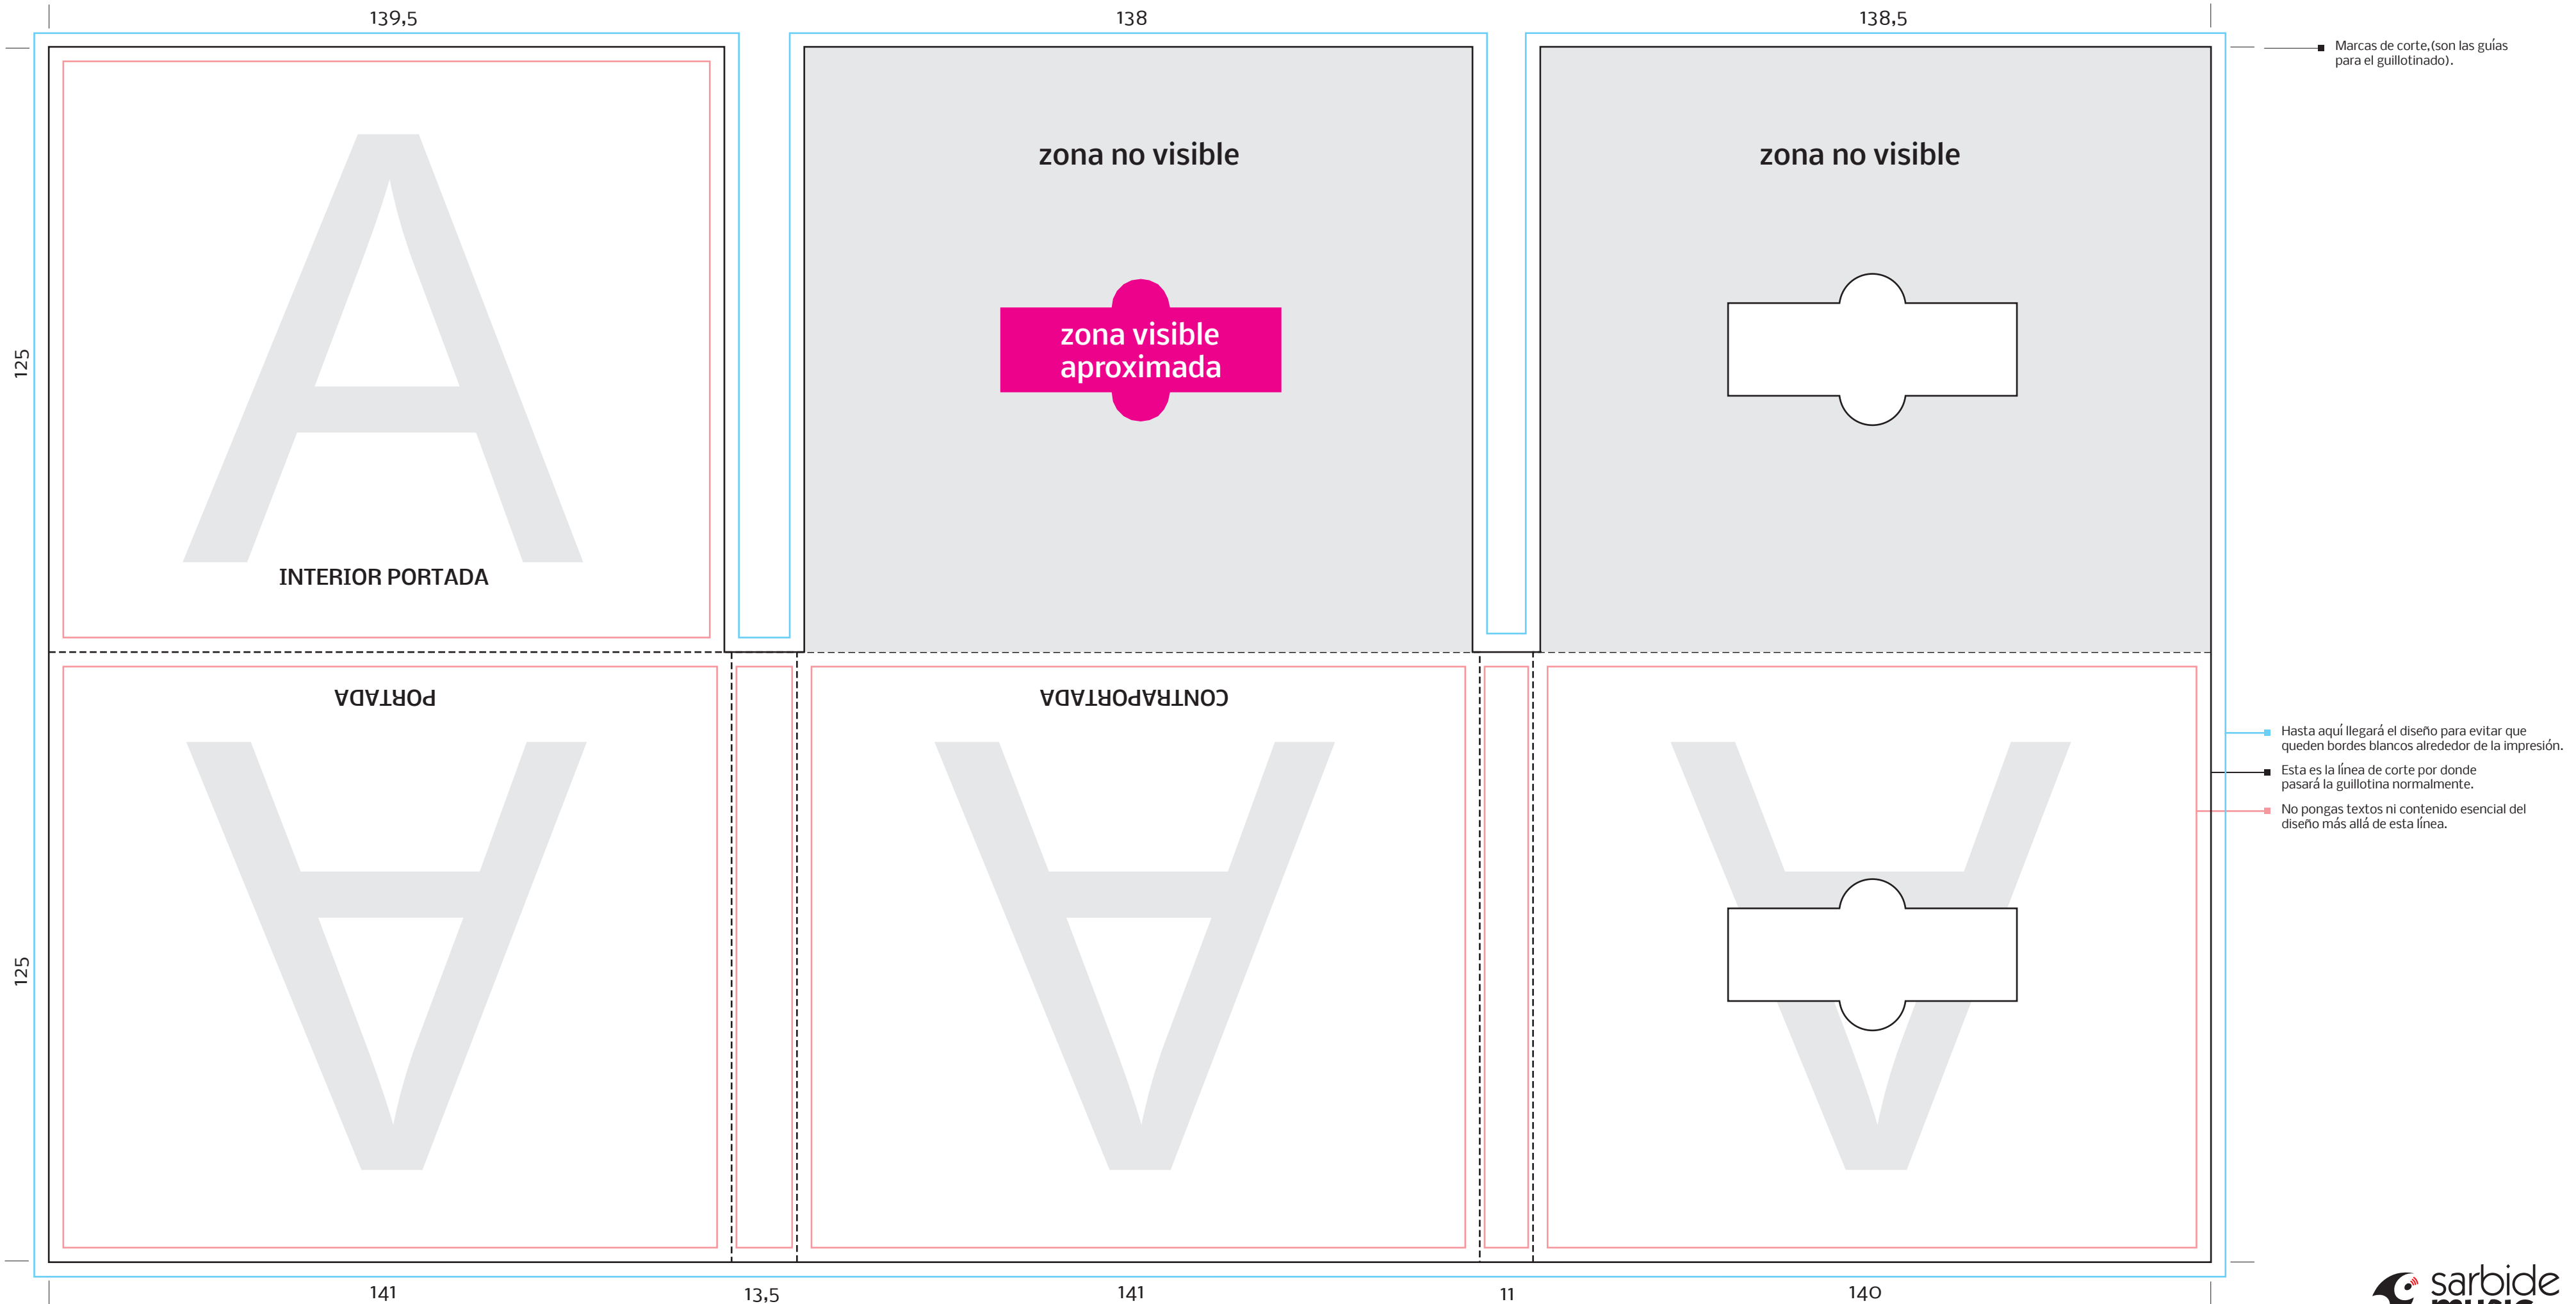 139,5
138
138,5
Marcas de corte,(son las guías
para el guillotinado).
zona no visible
zona no visible
zona visible
aproximada
125
INTERIOR PORTADA
PORTADA
CONTRAPORTADA
Hasta aquí llegará el diseño para evitar que
queden bordes blancos alrededor de la impresión.
Esta es la línea de corte por donde
pasará la guillotina normalmente.
No pongas textos ni contenido esencial del
diseño más allá de esta línea.
A
A
A
A
125
141
13,5
141
11
140
sarbide
music